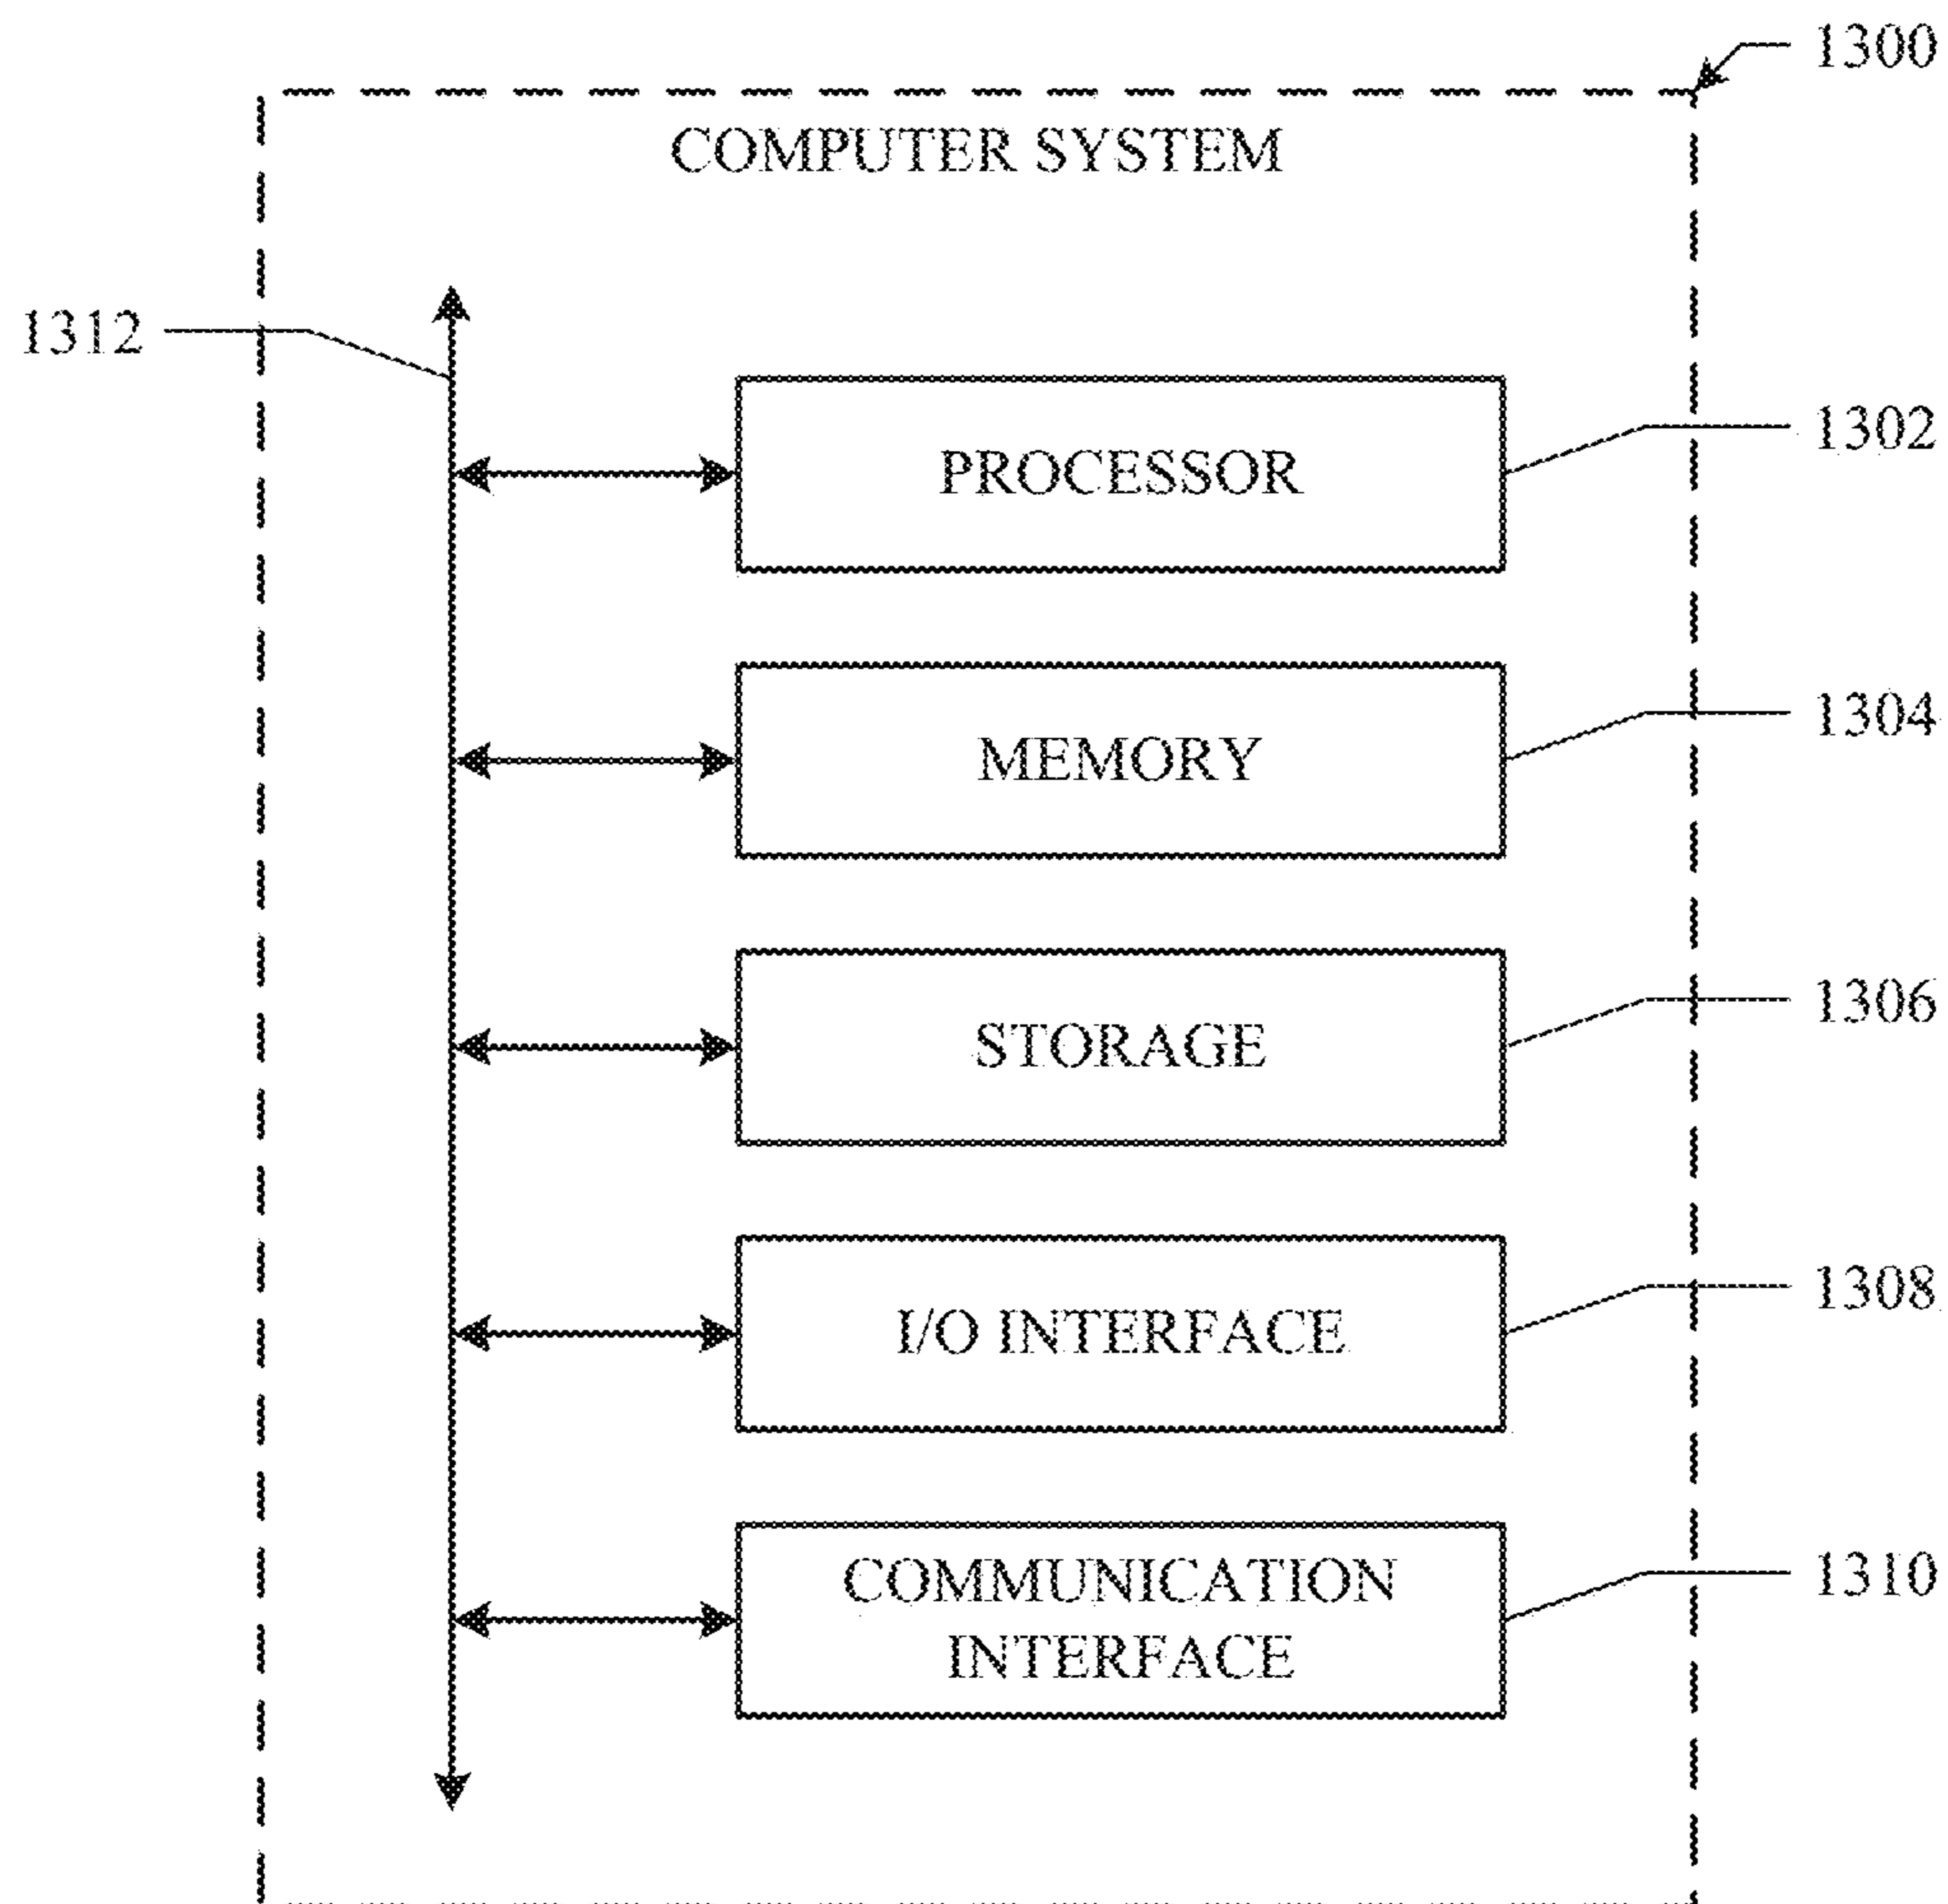 1300
COMPUTER SYSTEM
1312
PROCESSOR
1302
MEMORY
1304
STORAGE
1306
I/O INTERFACE
1308
COMMUNICATION
INTERFACE
1310